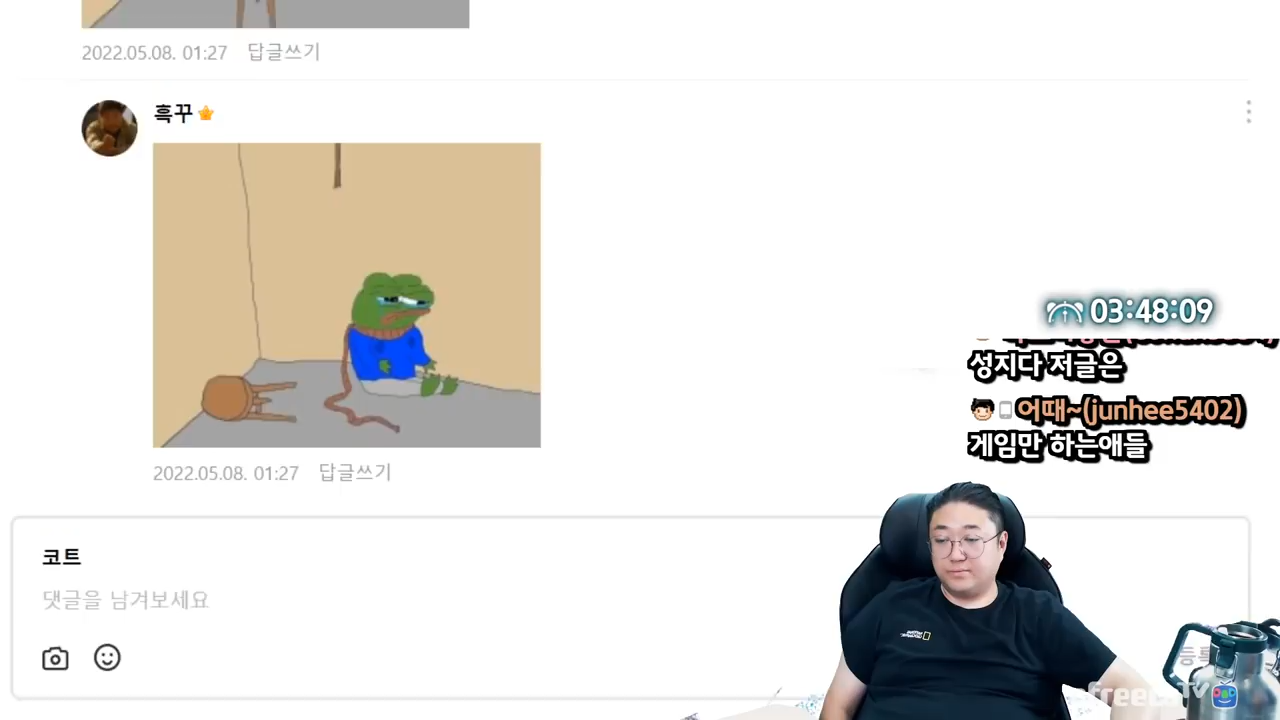 2022.05.08. 01:27 답글쓰기
흑꾸
2022.05.08. 01:27 답글쓰기
03:48:09
성지다 저글은
어때~(junhee5402)
게임만 하는애들
코트
댓글을 남겨보세요
freecaTV